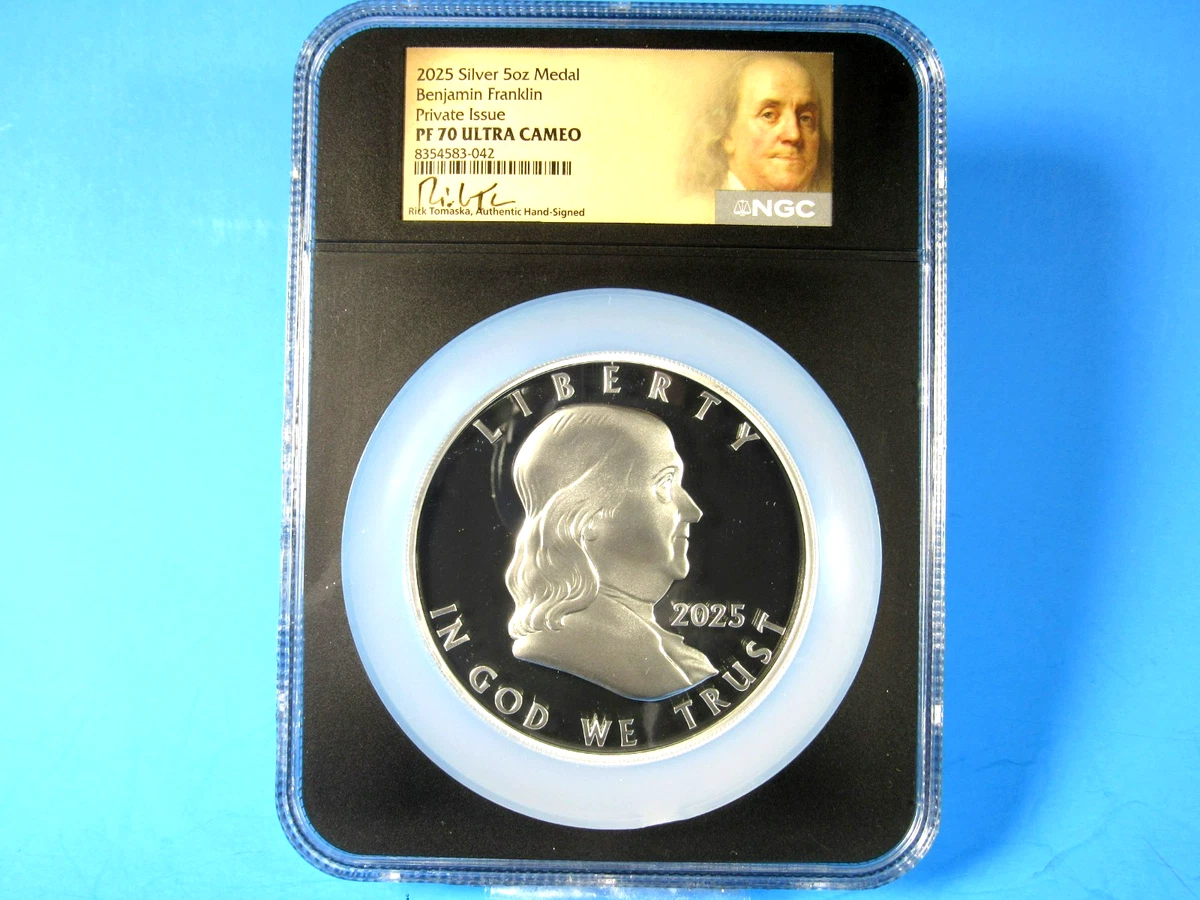 2025 Silver 5oz Medal
Benjamin Franklin
Private Issue
PF 70 ULTRA CAMEO
8354583-042
Rick Tomaska, Authentic Hand-Signed
NGC
LIBERTY
2025
IN GOD WE TRUST